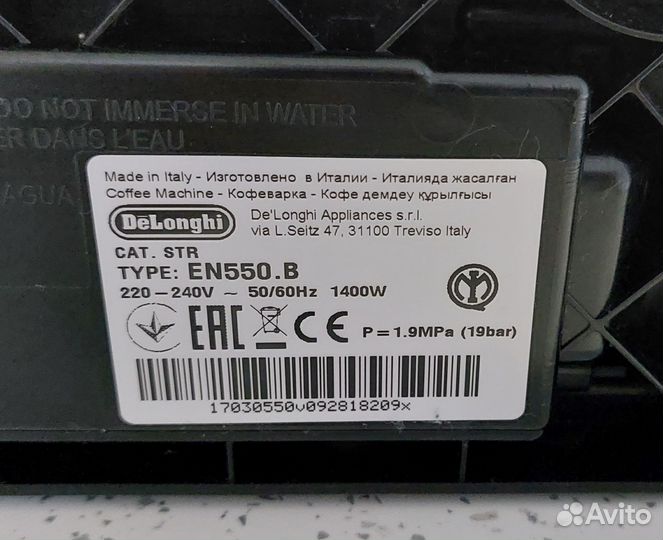 DO NOT IMMERSE IN WATER
ER DANS L'EAU
AGUA
Made in Italy - Изготовлено в Италии - Италияда жасалған
Coffee Machine - Кофеварка - Кофе демдеу құрылғысы
DeLonghi
De'Longhi Appliances s.r.l.
via L.Seitz 47, 31100 Treviso Italy
CAT. STR
TYPE: EN550.B
220-240V ~ 50/60Hz 1400W
EAC CE P=1.9MPa (19bar)
17030550v092818209x
Avito